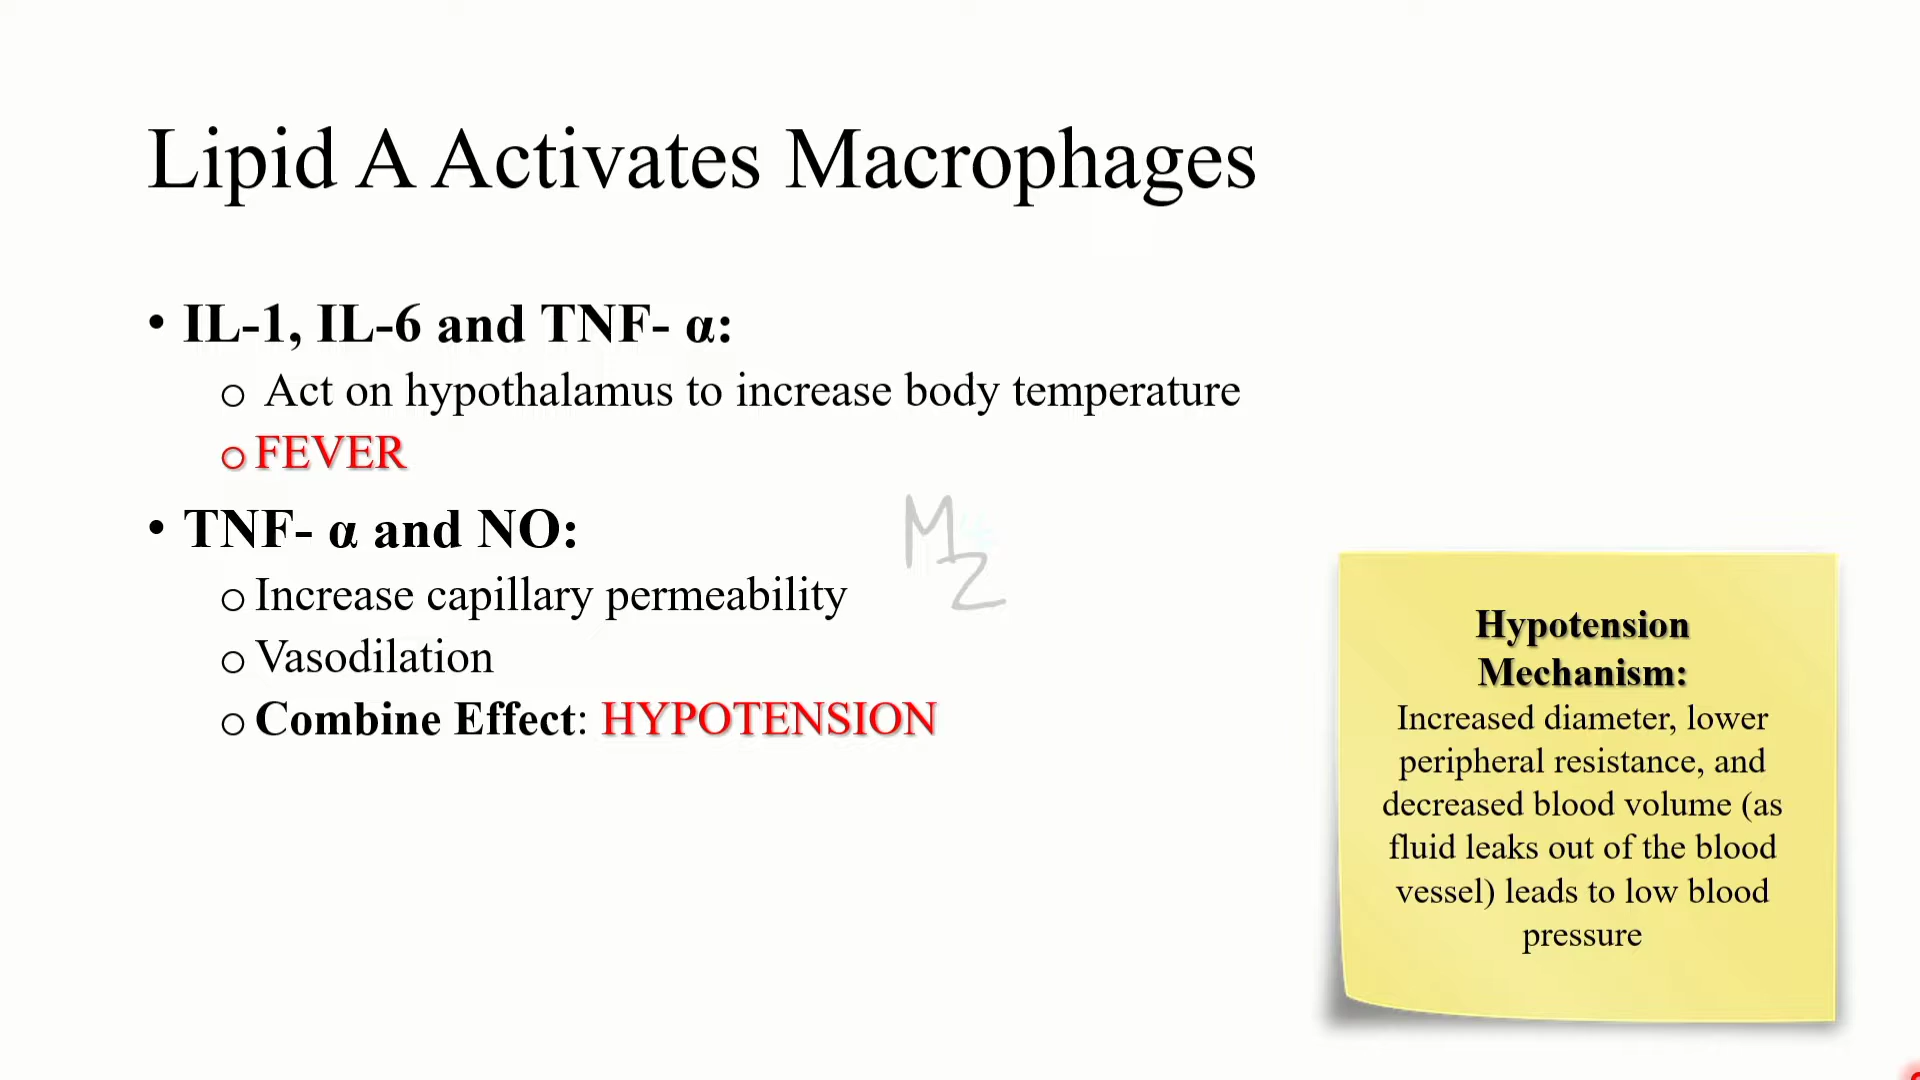 Lipid A Activates Macrophages
• IL-1, IL-6 and TNF- α:
o Act on hypothalamus to increase body temperature
o FEVER
• TNF- α and NO:
o Increase capillary permeability
o Vasodilation
o Combine Effect: HYPOTENSION
MZ
Hypotension
Mechanism:
Increased diameter, lower
peripheral resistance, and
decreased blood volume (as
fluid leaks out of the blood
vessel) leads to low blood
pressure